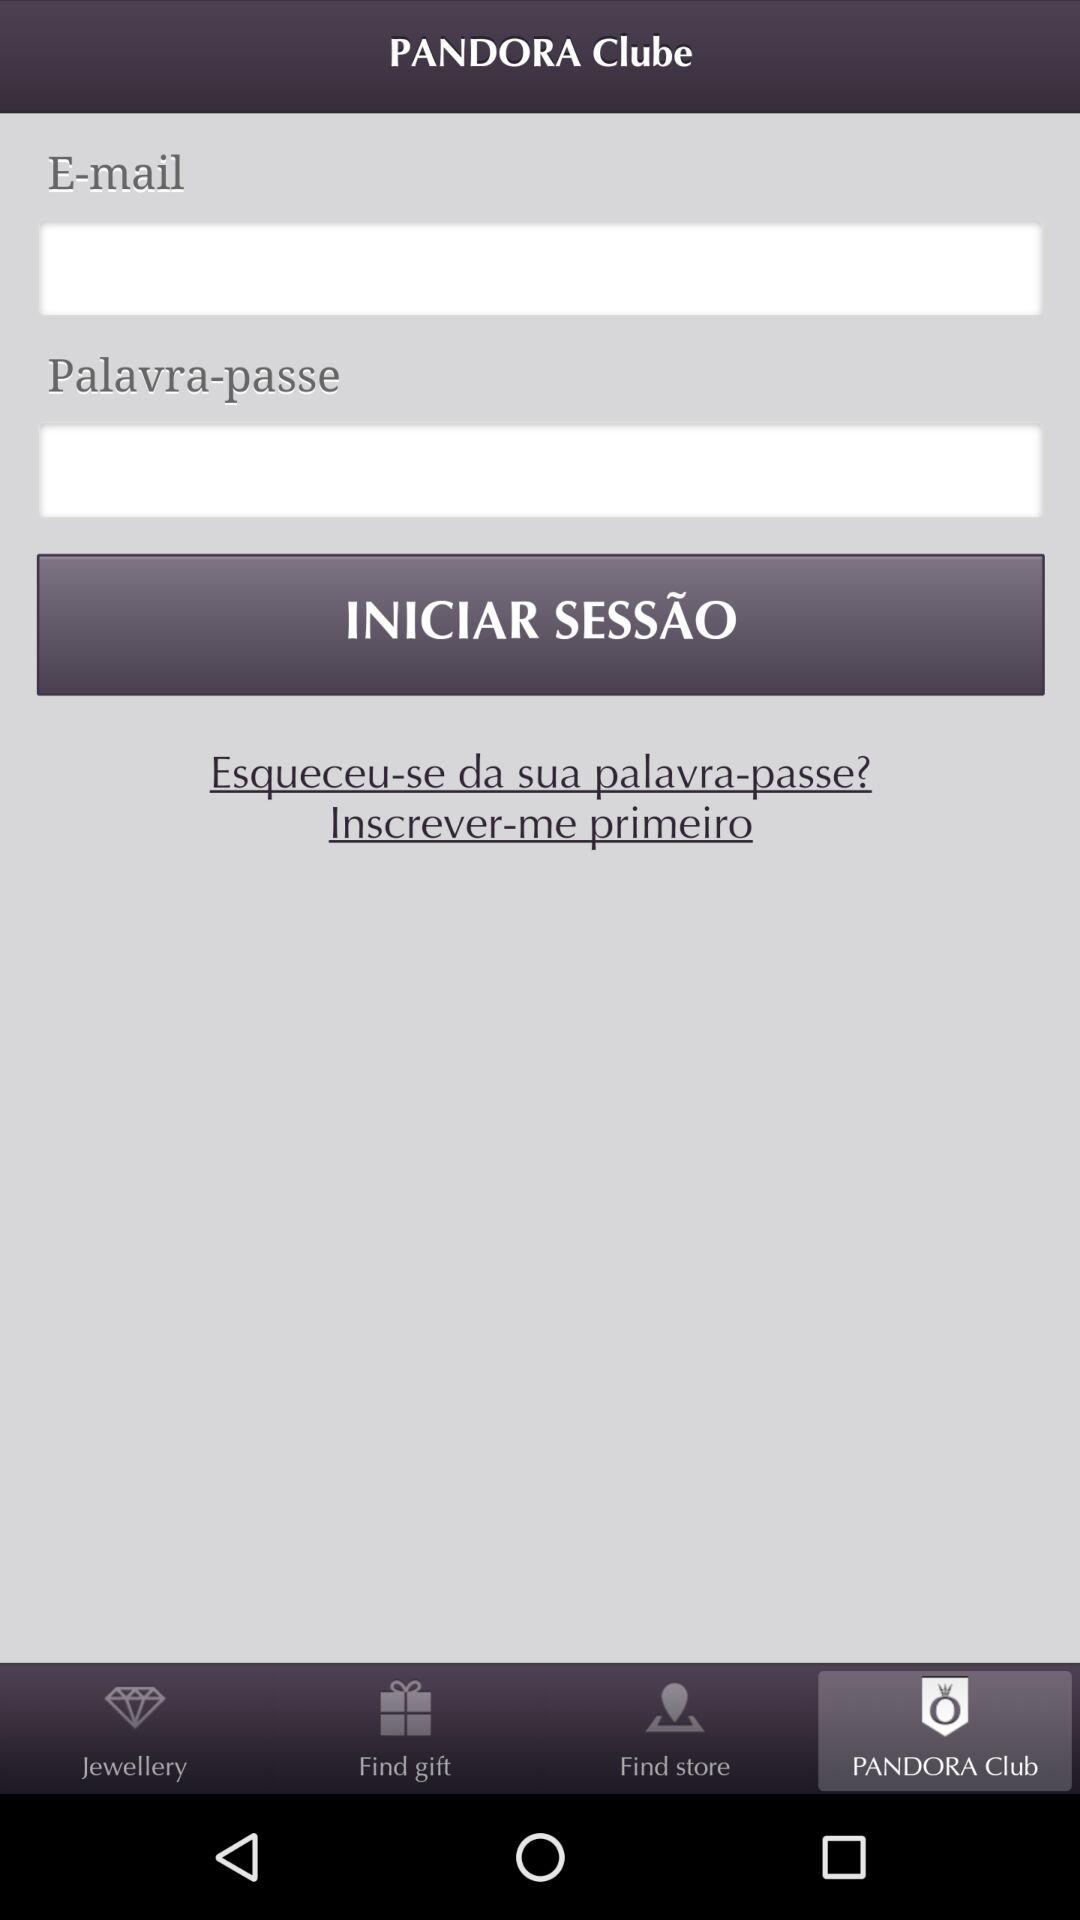 PANDORA Clube
E-mail
Palavra-passe
INICIAR SESSÃO
Esqueceu-se da sua palavra-passe?
Inscrever-me primeiro
Jewellery
Find gift
Find store
PANDORA Club